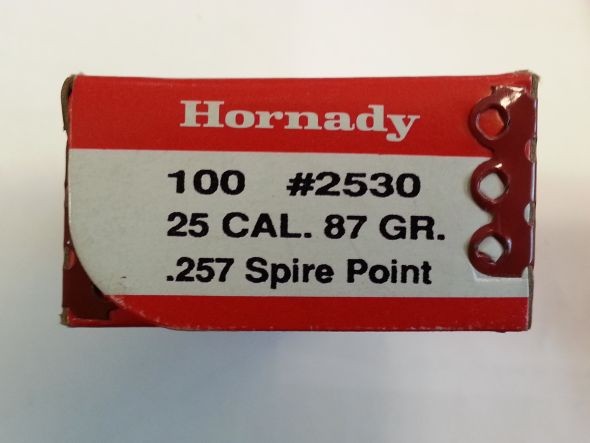 Hornady
100 #2530
25 CAL. 87 GR.
.257 Spire Point